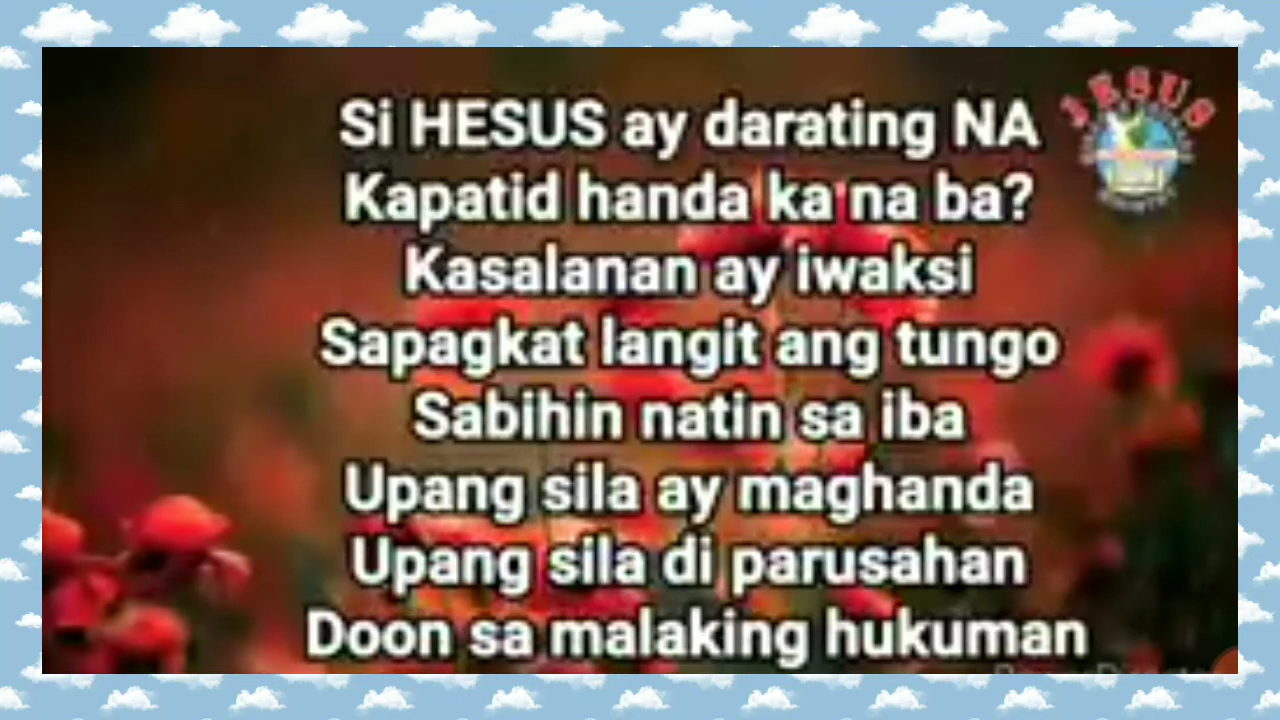 Si HESUS ay darating NA
Kapatid handa ka na ba?
Kasalanan ay iwaksi
Sapagkat langit ang tungo
Sabihin natin sa iba
Upang sila ay maghanda
Upang sila di parusahan
Doon sa malaking hukuman
JESUS